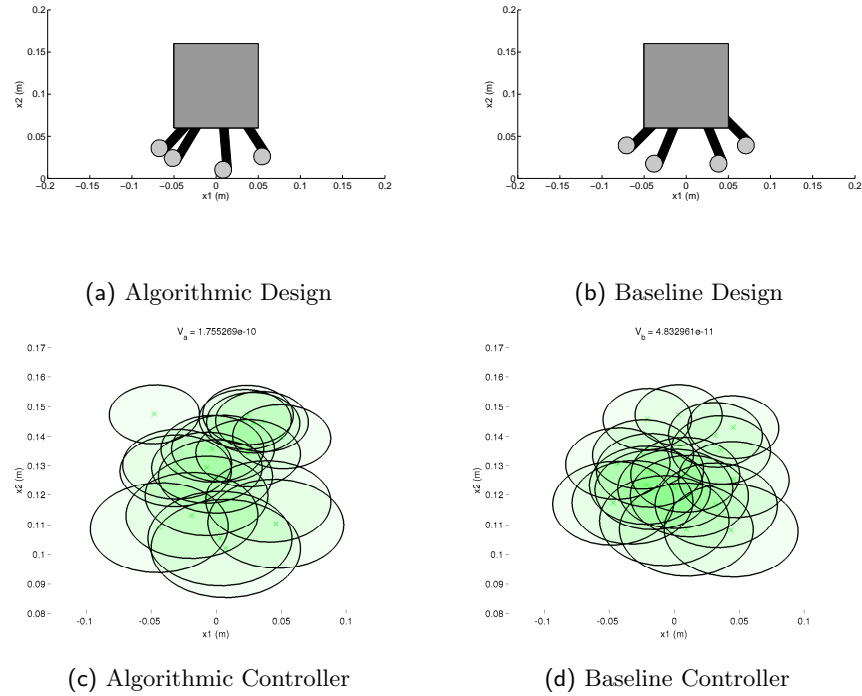 0.2
0.15
0.1
0.05
0
x2 (m)
−0.2 −0.15 −0.1 −0.05 0 0.05 0.1 0.15 0.2
x1 (m)
(a) Algorithmic Design
0.2
0.15
0.1
0.05
0
x2 (m)
−0.2 −0.15 −0.1 −0.05 0 0.05 0.1 0.15 0.2
x1 (m)
(b) Baseline Design
V_a = 1.755269e-10
0.17
0.16
0.15
0.14
0.13
0.12
0.11
0.1
0.09
0.08
x2 (m)
-0.1 -0.05 0 0.05 0.1
x1 (m)
(c) Algorithmic Controller
V_b = 4.832961e-11
0.17
0.16
0.15
0.14
0.13
0.12
0.11
0.1
0.09
0.08
x2 (m)
-0.1 -0.05 0 0.05 0.1
x1 (m)
(d) Baseline Controller